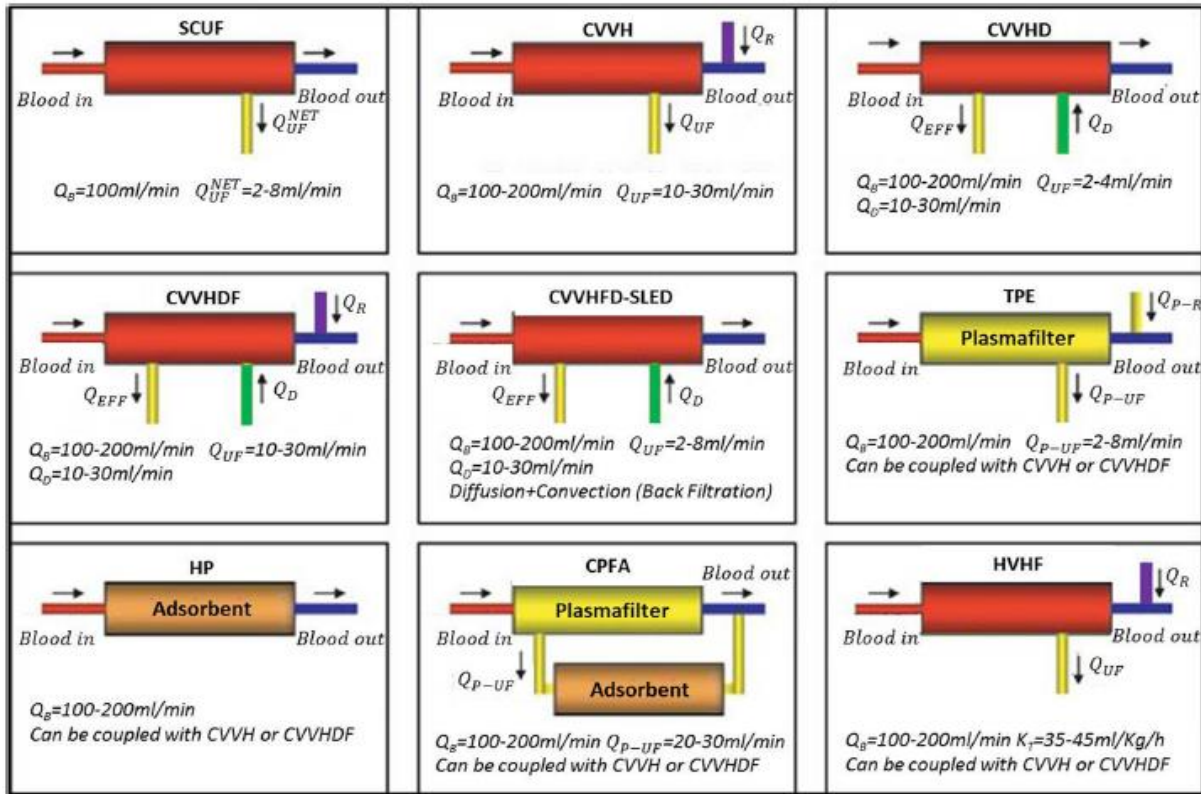 SCUF
Blood in
Blood out
Q_UF^NET
Q_B=100ml/min Q_UF^NET=2-8ml/min
CVVH
Q_R
Blood in
Blood out
Q_UF
Q_B=100-200ml/min Q_UF=10-30ml/min
CVVHD
Blood in
Blood out
Q_EFF
Q_D
Q_B=100-200ml/min Q_UF=2-4ml/min
Q_D=10-30ml/min
CVVHDF
Q_R
Blood in
Blood out
Q_EFF
Q_D
Q_B=100-200ml/min Q_UF=10-30ml/min
Q_D=10-30ml/min
CVVHFD-SLED
Blood in
Blood out
Q_EFF
Q_D
Q_B=100-200ml/min Q_UF=2-8ml/min
Q_D=10-30ml/min
Diffusion+Convection (Back Filtration)
TPE
Q_P-R
Plasmafilter
Blood in
Blood out
Q_P-UF
Q_B=100-200ml/min Q_P-UF=2-8ml/min
Can be coupled with CVVH or CVVHDF
HP
Adsorbent
Blood in
Blood out
Q_B=100-200ml/min
Can be coupled with CVVH or CVVHDF
CPFA
Blood out
Plasmafilter
Blood in
Q_P-UF
Adsorbent
Q_B=100-200ml/min Q_P-UF=20-30ml/min
Can be coupled with CVVH or CVVHDF
HVHF
Q_R
Blood in
Blood out
Q_UF
Q_B=100-200ml/min K_T=35-45ml/Kg/h
Can be coupled with CVVH or CVVHDF